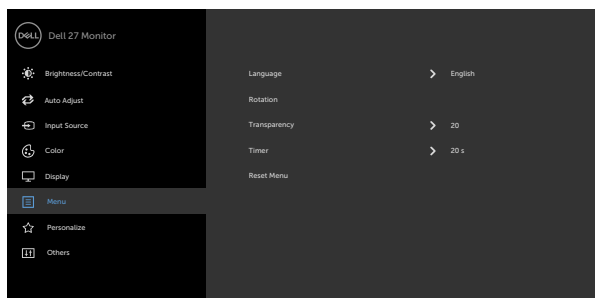 DELL Dell 27 Monitor
Brightness/Contrast
Auto Adjust
Input Source
Color
Display
Menu
Personalize
Others
Language English
Rotation
Transparency 20
Timer 20 s
Reset Menu